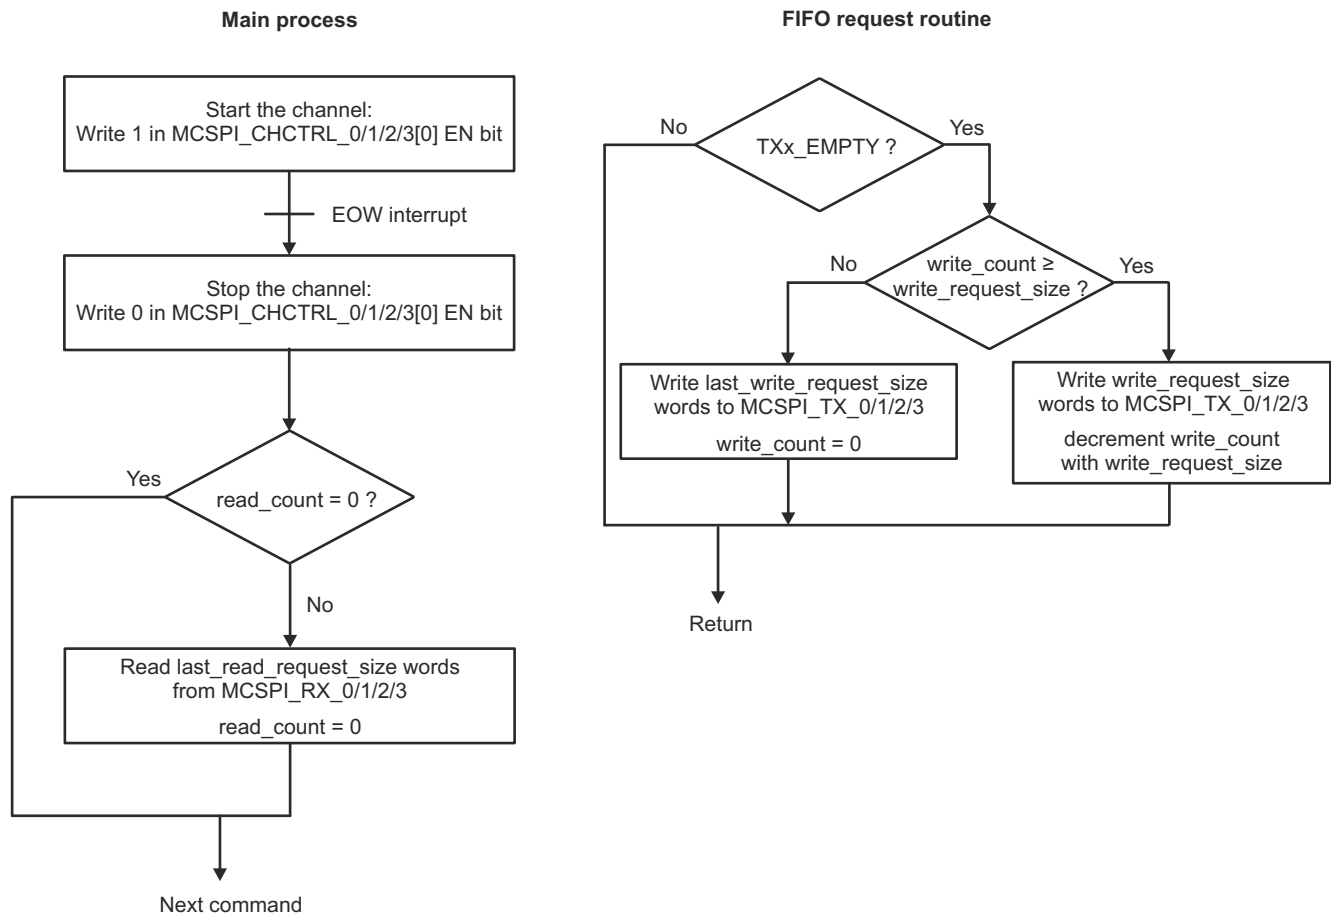 Main process
Start the channel:
Write 1 in MCSPI_CHCTRL_0/1/2/3[0] EN bit
EOW interrupt
Stop the channel:
Write 0 in MCSPI_CHCTRL_0/1/2/3[0] EN bit
Yes
read_count = 0 ?
No
Read last_read_request_size words
from MCSPI_RX_0/1/2/3
read_count = 0
Next command
FIFO request routine
No
TXx_EMPTY ?
Yes
No
write_count ≥
write_request_size ?
Yes
Write last_write_request_size
words to MCSPI_TX_0/1/2/3
write_count = 0
Write write_request_size
words to MCSPI_TX_0/1/2/3
decrement write_count
with write_request_size
Return